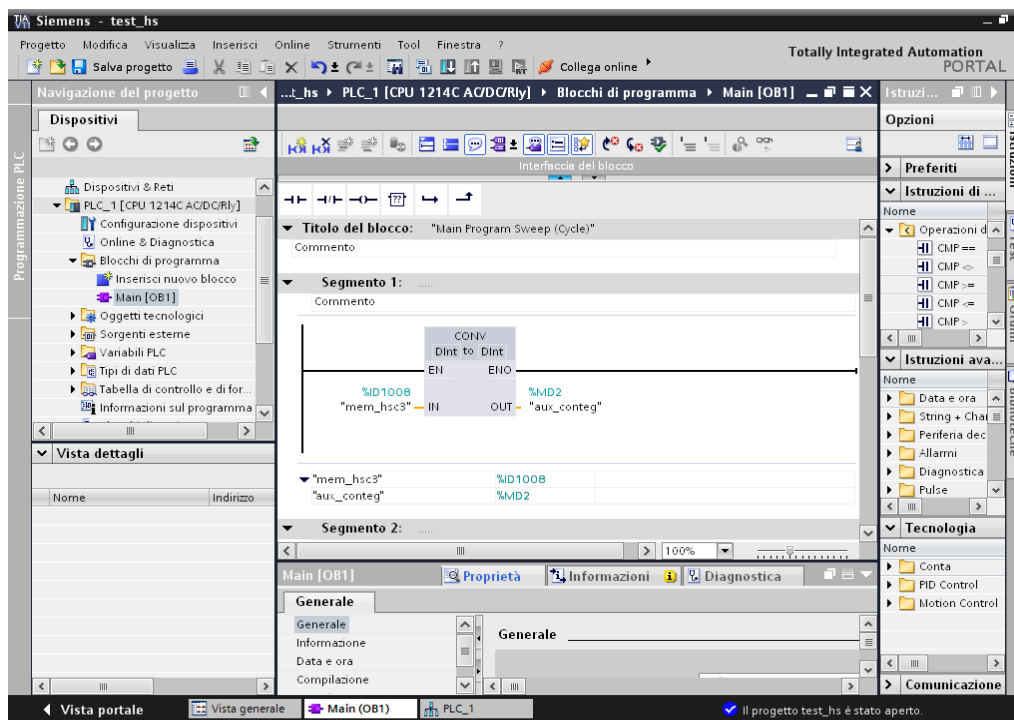 Siemens - test_hs
Progetto Modifica Visualizza Inserisci Online Strumenti Tool Finestra ?
Totally Integrated Automation
PORTAL
Salva progetto
Collega online
Navigazione del progetto
...t_hs PLC_1 [CPU 1214C AC/DC/Rly] Blocchi di programma Main [OB1]
Istruzi...
Dispositivi
Opzioni
Programmazione PLC
Interfaccia del blocco
Dispositivi & Reti
PLC_1 [CPU 1214C AC/DC/Rly]
Configurazione dispositivi
Online & Diagnostica
Blocchi di programma
Inserisci nuovo blocco
Main [OB1]
Oggetti tecnologici
Sorgenti esterne
Variabili PLC
Tipi di dati PLC
Tabella di controllo e di for...
Informazioni sul programma
Vista dettagli
Nome Indirizzo
Titolo del blocco: "Main Program Sweep (Cycle)"
Commento
Segmento 1: .....
Commento
CONV
DInt to DInt
EN ENO
%ID1008 %MD2
"mem_hsc3" IN OUT "aux_conteg"
"mem_hsc3" %ID1008
"aux_conteg" %MD2
Segmento 2: .....
100%
Main [OB1]
Proprietà Informazioni Diagnostica
Generale
Generale
Informazione
Data e ora
Compilazione
Generale
Preferiti
Istruzioni di ...
Nome
Operazioni d
CMP ==
CMP <>
CMP >=
CMP <=
CMP >
Istruzioni ava...
Nome
Data e ora
String + Char
Periferia dec
Allarmi
Diagnostica
Pulse
Tecnologia
Nome
Conta
PID Control
Motion Control
Comunicazione
Vista portale Vista generale Main (OB1) PLC_1
Il progetto test_hs è stato aperto.